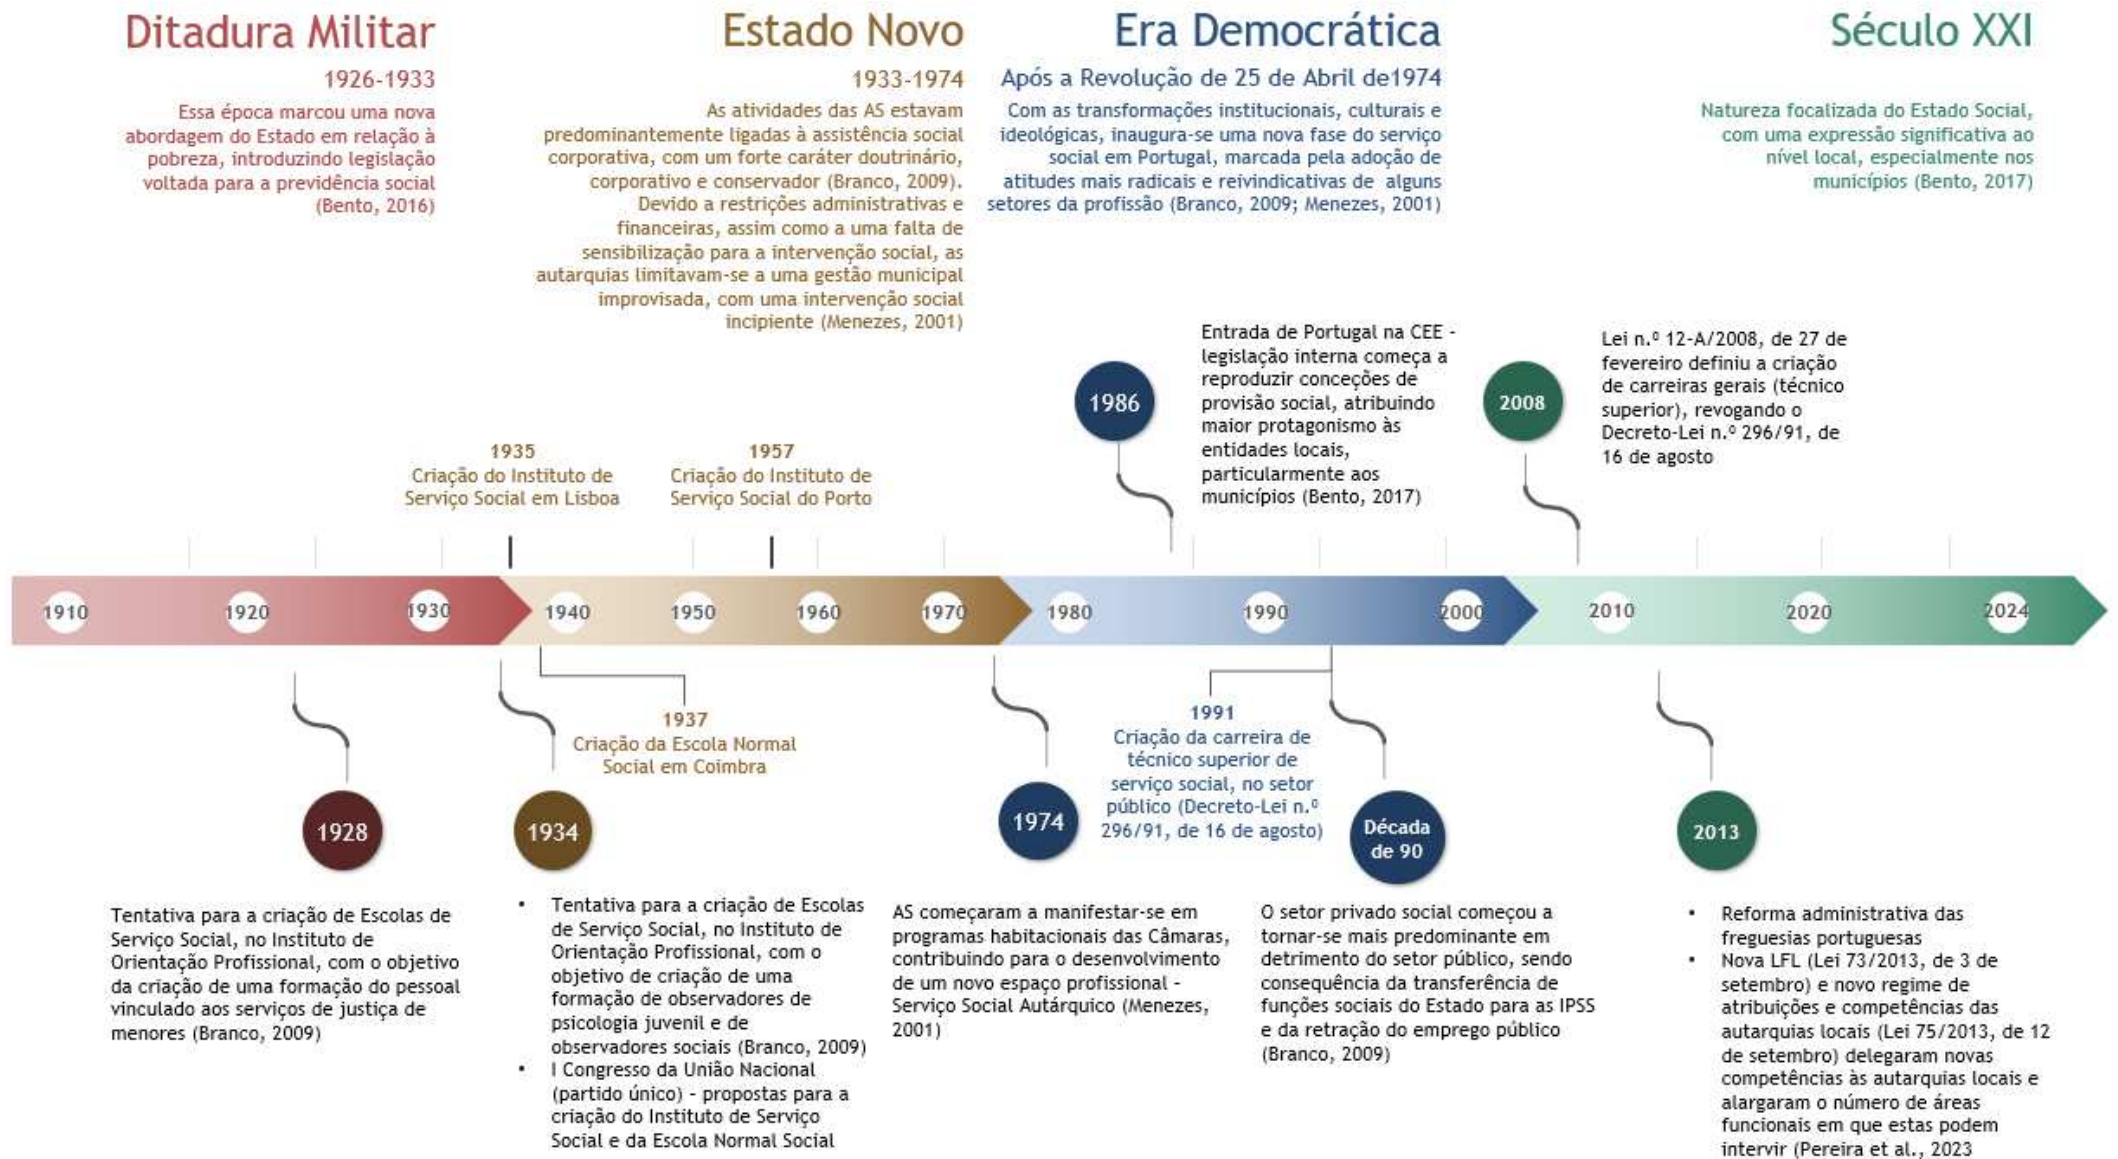 Ditadura Militar
1926-1933
Essa época marcou uma nova
abordagem do Estado em relação à
pobreza, introduzindo legislação
voltada para a previdência social
(Bento, 2016)
Estado Novo
1933-1974
As atividades das AS estavam
predominantemente ligadas à assistência social
corporativa, com um forte caráter doutrinário,
corporativo e conservador (Branco, 2009).
Devido a restrições administrativas e
financeiras, assim como a uma falta de
sensibilização para a intervenção social, as
autarquias limitavam-se a uma gestão municipal
improvisada, com uma intervenção social
incipiente (Menezes, 2001)
Era Democrática
Após a Revolução de 25 de Abril de1974
Com as transformações institucionais, culturais e
ideológicas, inaugura-se uma nova fase do serviço
social em Portugal, marcada pela adoção de
atitudes mais radicais e reivindicativas de alguns
setores da profissão (Branco, 2009; Menezes, 2001)
Século XXI
Natureza focalizada do Estado Social,
com uma expressão significativa ao
nível local, especialmente nos
municípios (Bento, 2017)
1935
Criação do Instituto de
Serviço Social em Lisboa
1957
Criação do Instituto de
Serviço Social do Porto
1986
Entrada de Portugal na CEE -
legislação interna começa a
reproduzir conceções de
provisão social, atribuindo
maior protagonismo às
entidades locais,
particularmente aos
municípios (Bento, 2017)
2008
Lei n.º 12-A/2008, de 27 de
fevereiro definiu a criação
de carreiras gerais (técnico
superior), revogando o
Decreto-Lei n.º 296/91, de
16 de agosto
1910
1920
1930
1940
1950
1960
1970
1980
1990
2000
2010
2020
2024
1928
Tentativa para a criação de Escolas de
Serviço Social, no Instituto de
Orientação Profissional, com o objetivo
da criação de uma formação do pessoal
vinculado aos serviços de justiça de
menores (Branco, 2009)
1934
• Tentativa para a criação de Escolas
de Serviço Social, no Instituto de
Orientação Profissional, com o
objetivo de criação de uma
formação de observadores de
psicologia juvenil e de
observadores sociais (Branco, 2009)
• I Congresso da União Nacional
(partido único) - propostas para a
criação do Instituto de Serviço
Social e da Escola Normal Social
1937
Criação da Escola Normal
Social em Coimbra
1974
AS começaram a manifestar-se em
programas habitacionais das Câmaras,
contribuindo para o desenvolvimento
de um novo espaço profissional -
Serviço Social Autárquico (Menezes,
2001)
1991
Criação da carreira de
técnico superior de
serviço social, no setor
público (Decreto-Lei n.º
296/91, de 16 de agosto)
Década
de 90
O setor privado social começou a
tornar-se mais predominante em
detrimento do setor público, sendo
consequência da transferência de
funções sociais do Estado para as IPSS
e da retração do emprego público
(Branco, 2009)
2013
• Reforma administrativa das
freguesias portuguesas
• Nova LFL (Lei 73/2013, de 3 de
setembro) e novo regime de
atribuições e competências das
autarquias locais (Lei 75/2013, de 12
de setembro) delegaram novas
competências às autarquias locais e
alargaram o número de áreas
funcionais em que estas podem
intervir (Pereira et al., 2023